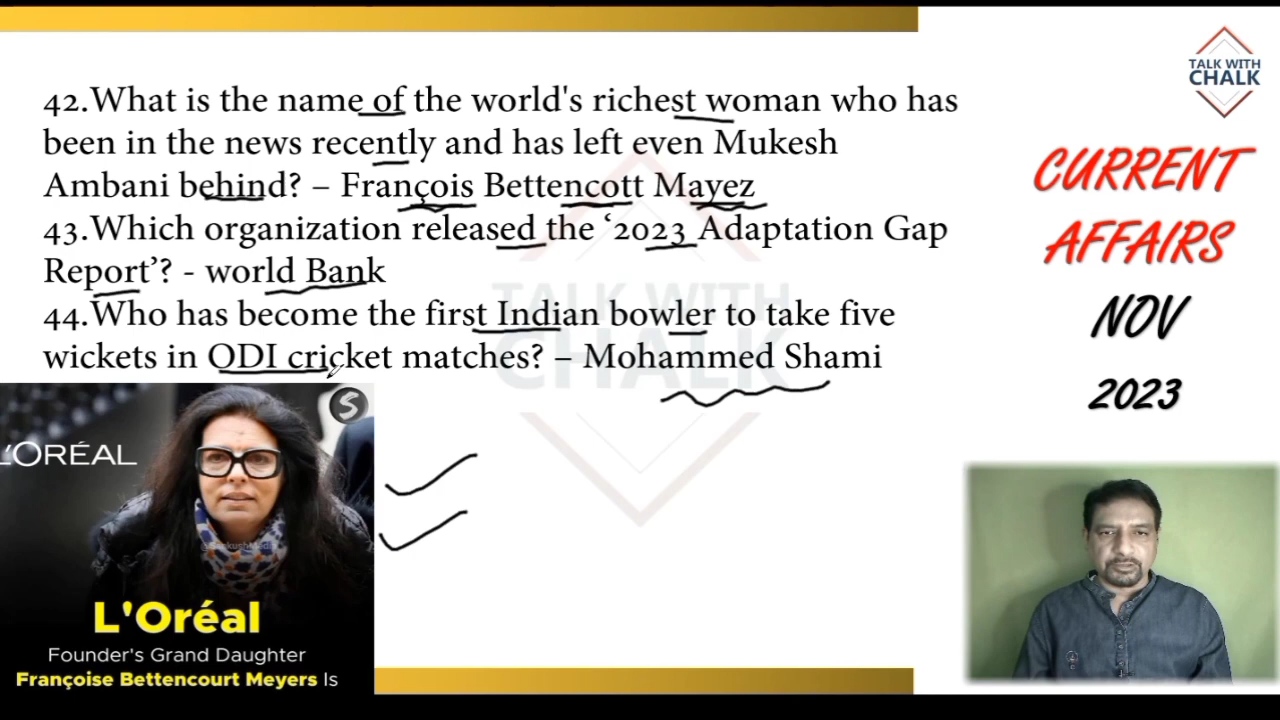 42.What is the name of the world's richest woman who has
been in the news recently and has left even Mukesh
Ambani behind? – François Bettencott Mayez
43.Which organization released the ‘2023 Adaptation Gap
Report’? - world Bank
44.Who has become the first Indian bowler to take five
wickets in ODI cricket matches? – Mohammed Shami
TALK WITH
CHALK
TALK WITH
CHALK
CURRENT
AFFAIRS
NOV
2023
L'ORÉAL
S
L'Oréal
Founder's Grand Daughter
Françoise Bettencourt Meyers Is